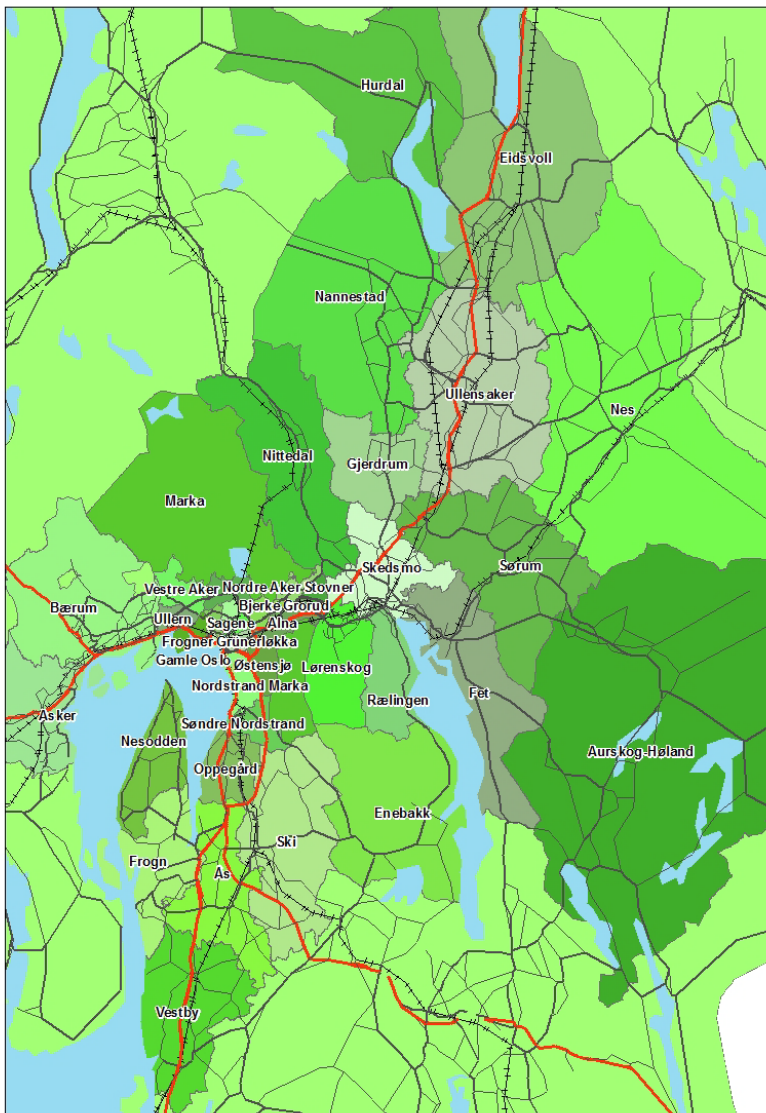 Hurdal
Eidsvoll
Nannestad
Ullensaker
Nes
Nittedal
Gjerdrum
Marka
Skedsmo
Sørum
Vestre Aker
Nordre Aker
Stovner
Bærum
Bjerke
Grorud
Ullern
Sagene
Alna
Frogner
Grünerløkka
Gamle Oslo
Østensjø
Lørenskog
Nordstrand
Marka
Rælingen
Fet
Asker
Søndre Nordstrand
Nesodden
Oppegård
Aurskog-Høland
Enebakk
Ski
Frogn
Ås
Vestby